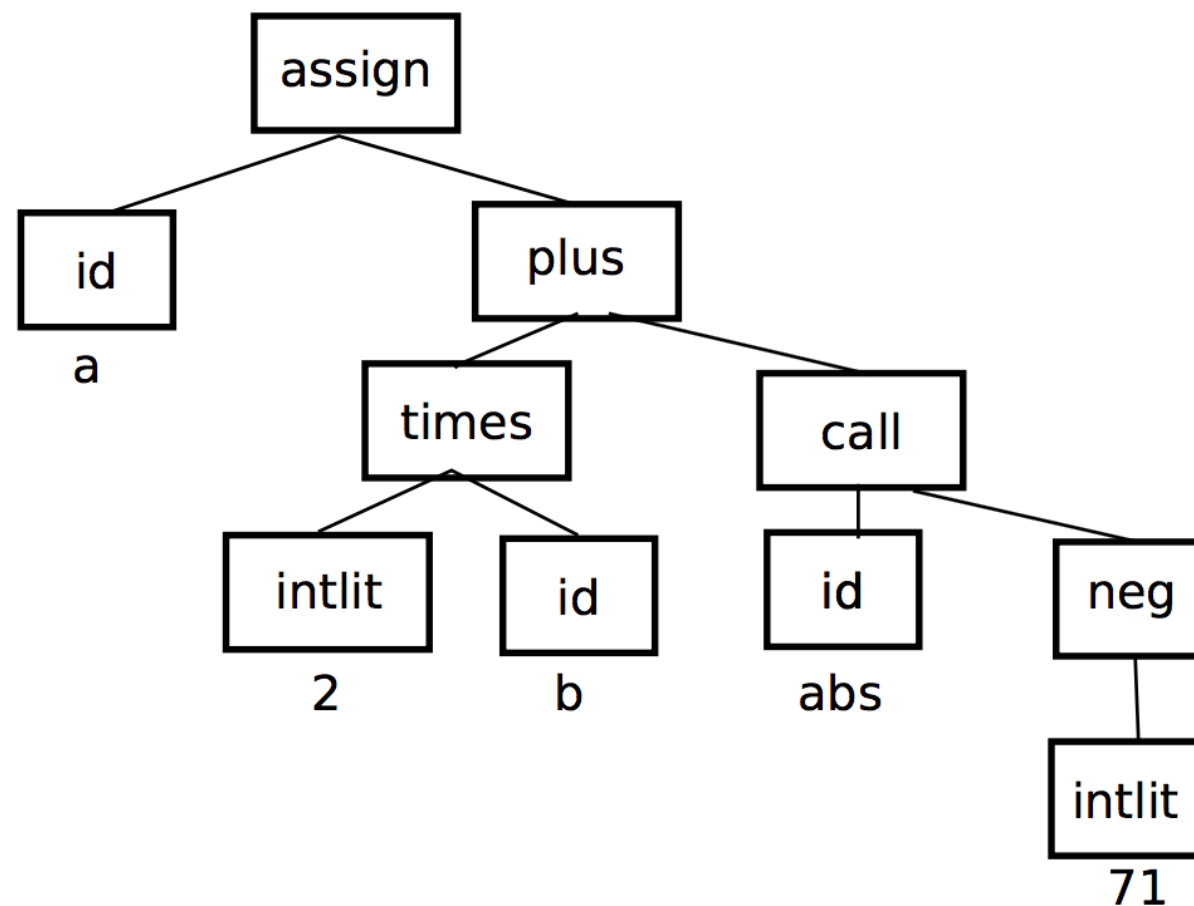 assign
id
plus
a
times
call
intlit
id
id
neg
2
b
abs
intlit
71